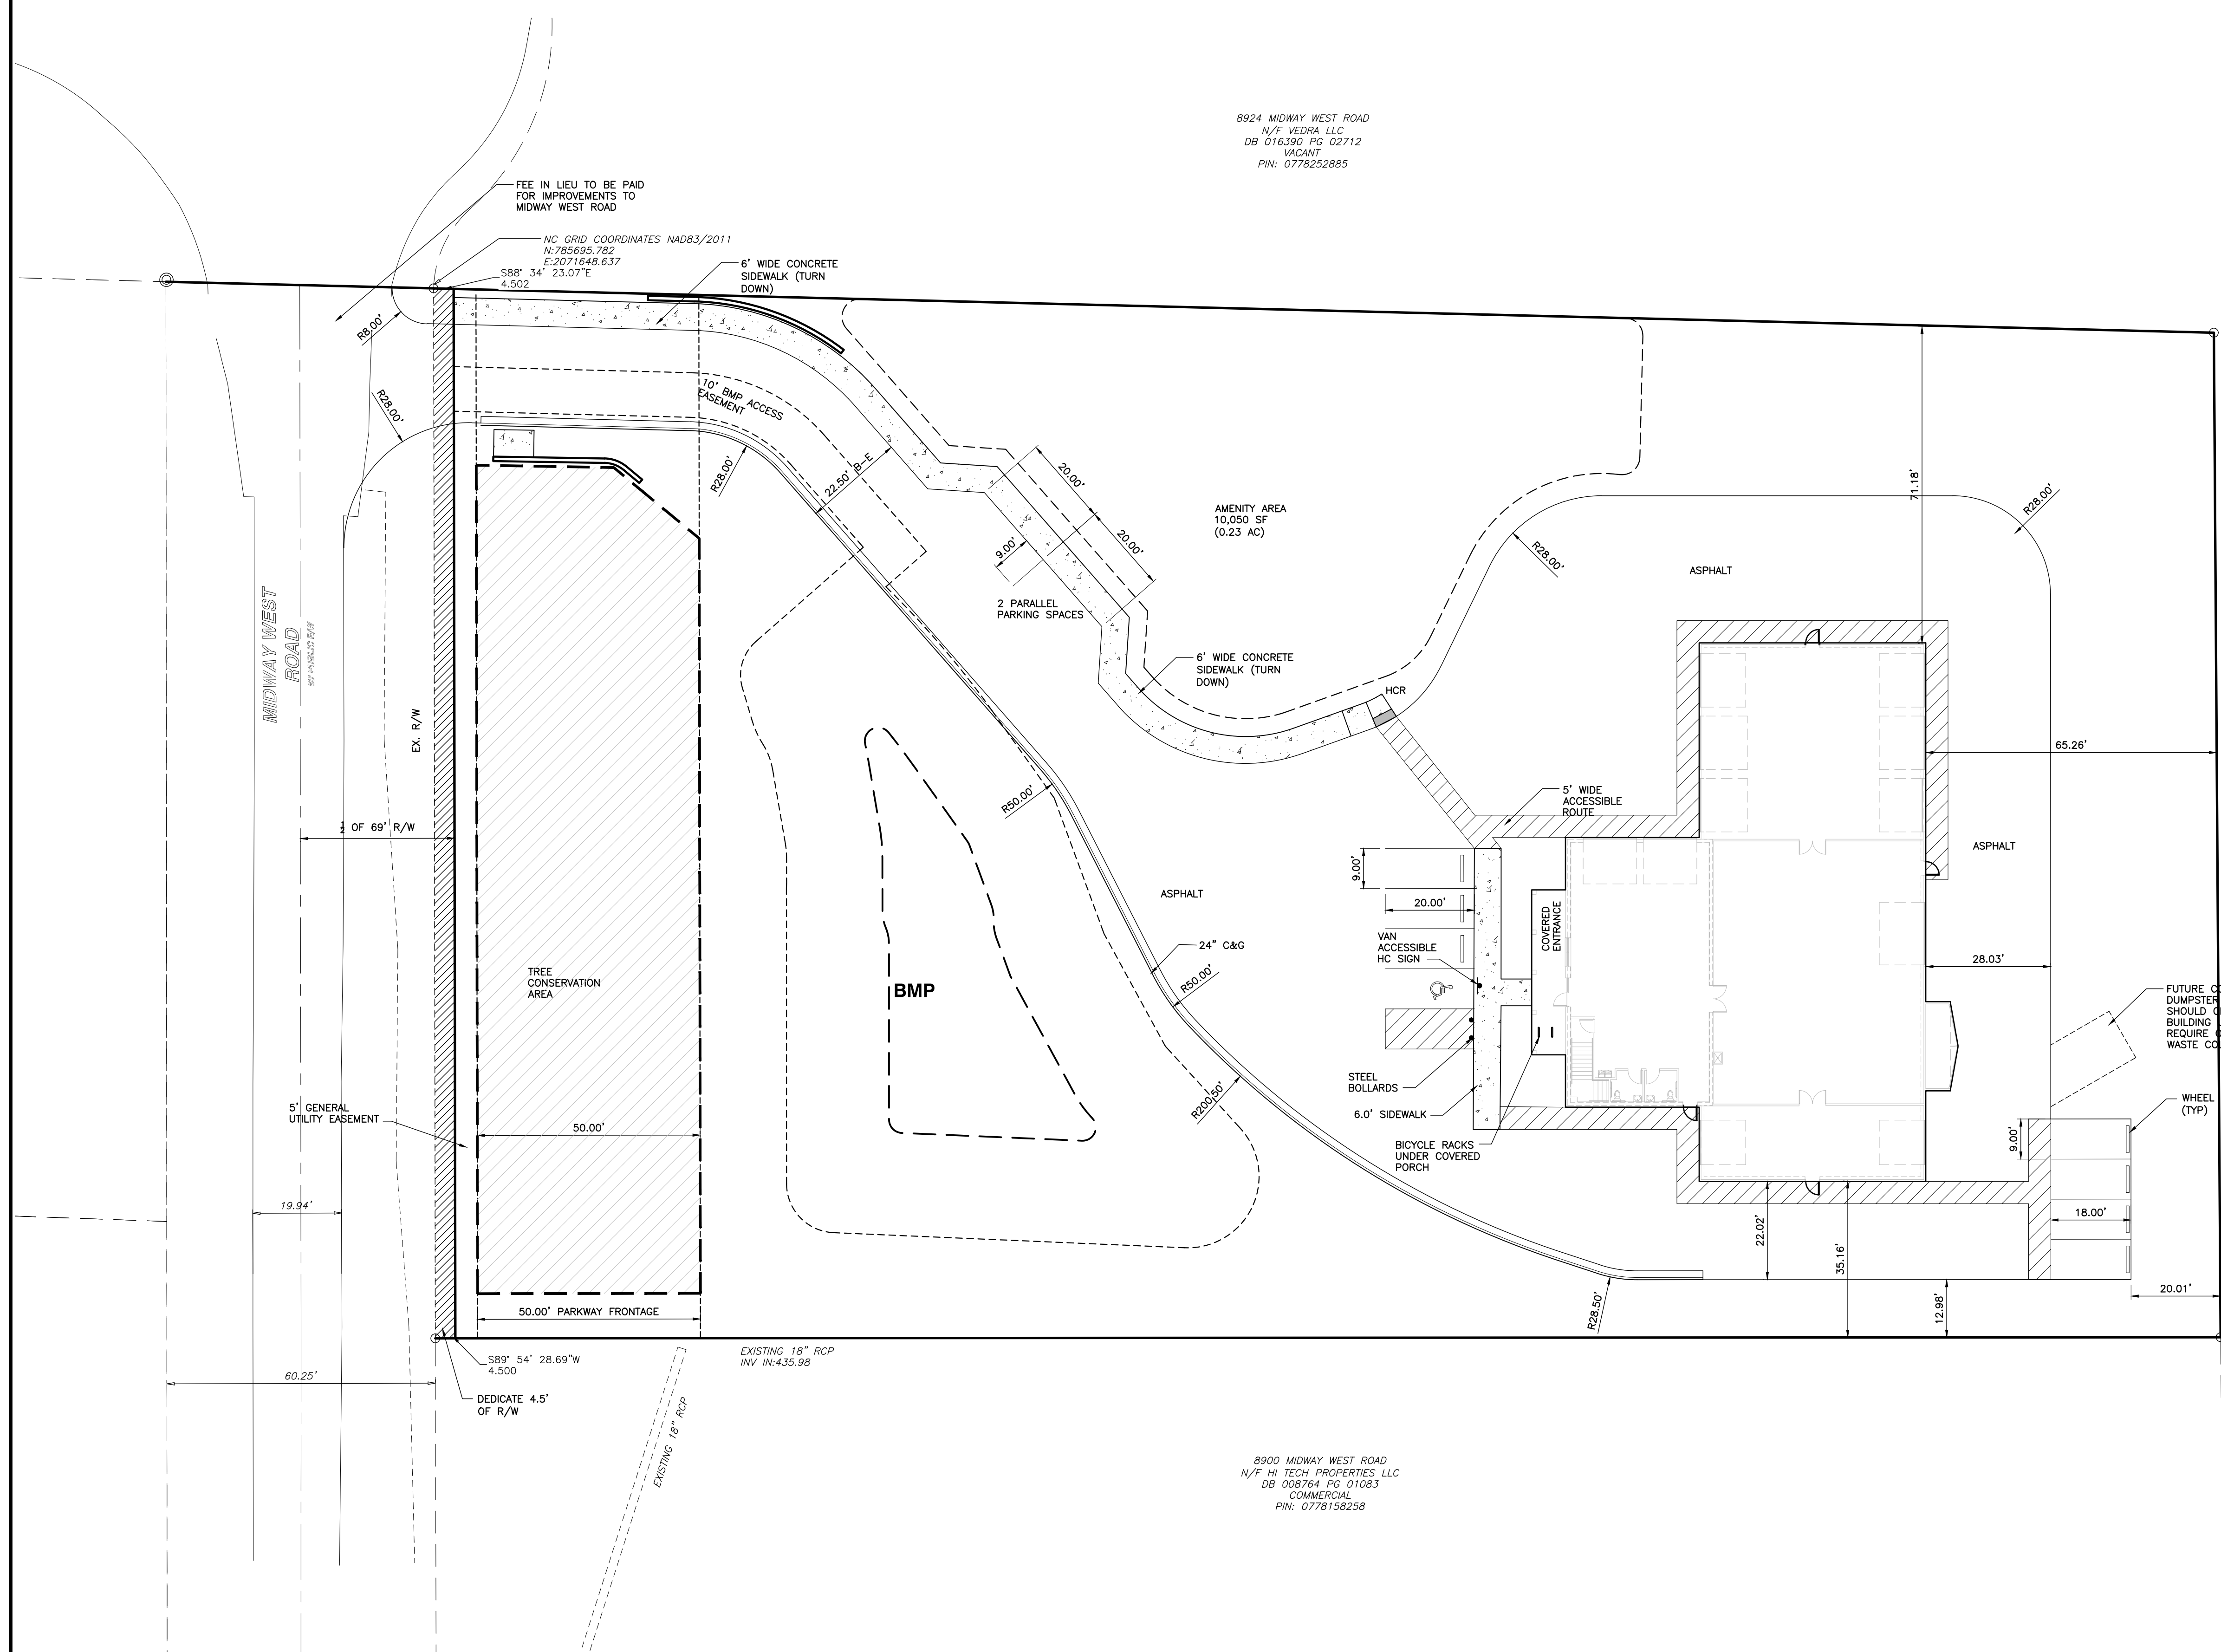 8924 MIDWAY WEST ROAD
N/F VEDRA LLC
DB 016390 PG 02712
VACANT
PIN: 0778252885
FEE IN LIEU TO BE PAID
FOR IMPROVEMENTS TO
MIDWAY WEST ROAD
NC GRID COORDINATES NAD83/2011
N:785695.782
E:2071648.637
S88° 34' 23.07"E
4.502
6' WIDE CONCRETE
SIDEWALK (TURN
DOWN)
R8.00'
R28.00'
10' BMP ACCESS
EASEMENT
R28.00'
22.50' B-E
20.00'
20.00'
9.00'
2 PARALLEL
PARKING SPACES
AMENITY AREA
10,050 SF
(0.23 AC)
71.18'
R28.00'
R28.00'
ASPHALT
MIDWAY WEST
ROAD
60' PUBLIC R/W
EX. R/W
6' WIDE CONCRETE
SIDEWALK (TURN
DOWN)
HCR
65.26'
5' WIDE
ACCESSIBLE
ROUTE
R50.00'
½ OF 69' R/W
ASPHALT
9.00'
20.00'
ASPHALT
COVERED
ENTRANCE
VAN
ACCESSIBLE
HC SIGN
24" C&G
R50.00'
28.03'
TREE
CONSERVATION
AREA
BMP
FUTURE
DUMPSTER
SHOULD
BUILDING
REQUIRE
WASTE
STEEL
BOLLARDS
R200.50'
6.0' SIDEWALK
WHEEL
(TYP)
5' GENERAL
UTILITY EASEMENT
50.00'
BICYCLE RACKS
UNDER COVERED
PORCH
9.00'
19.94'
18.00'
22.02'
35.16'
20.01'
12.98'
R28.50'
50.00' PARKWAY FRONTAGE
EXISTING 18" RCP
INV IN:435.98
S89° 54' 28.69"W
4.500
60.25'
DEDICATE 4.5'
OF R/W
EXISTING 18" RCP
8900 MIDWAY WEST ROAD
N/F HI TECH PROPERTIES LLC
DB 008764 PG 01083
COMMERCIAL
PIN: 0778158258